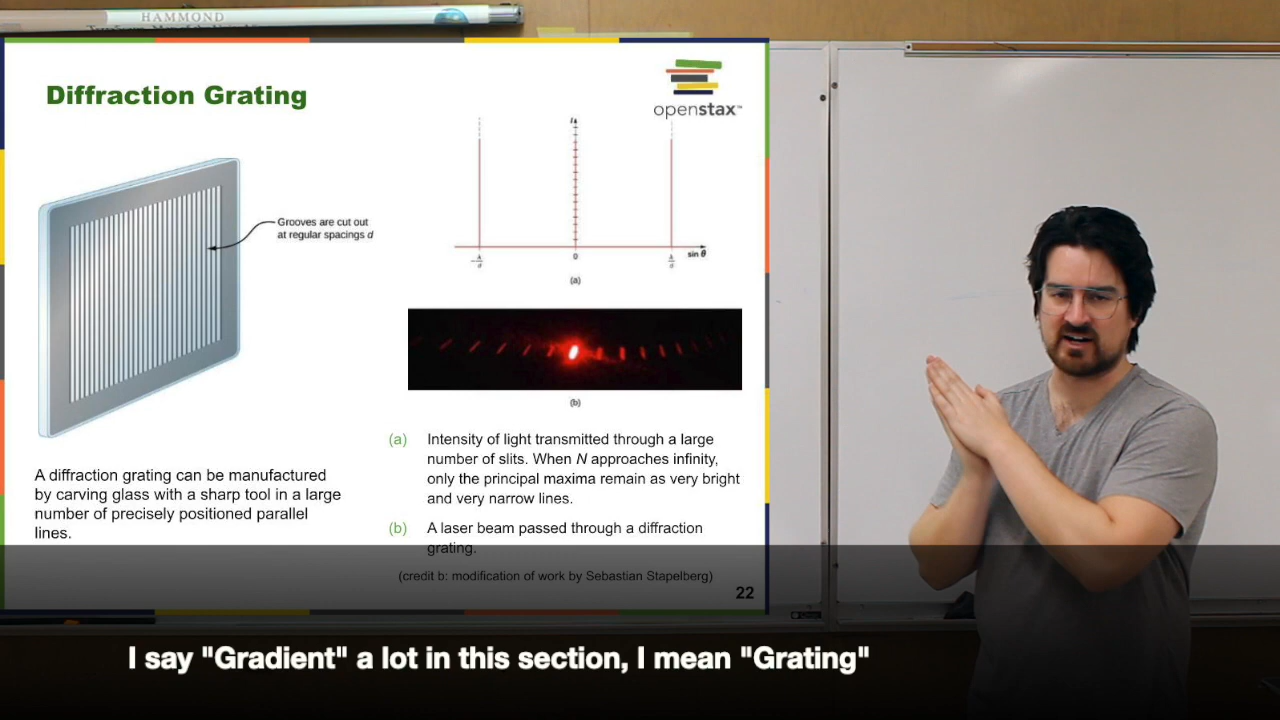 HAMMOND
Diffraction Grating
openstax™
Grooves are cut out
at regular spacings d
I
-λ/d
0
λ/d
sin θ
(a)
(b)
A diffraction grating can be manufactured
by carving glass with a sharp tool in a large
number of precisely positioned parallel
lines.
(a) Intensity of light transmitted through a large
number of slits. When N approaches infinity,
only the principal maxima remain as very bright
and very narrow lines.
(b) A laser beam passed through a diffraction
grating.
(credit b: modification of work by Sebastian Stapelberg)
22
I say "Gradient" a lot in this section, I mean "Grating"